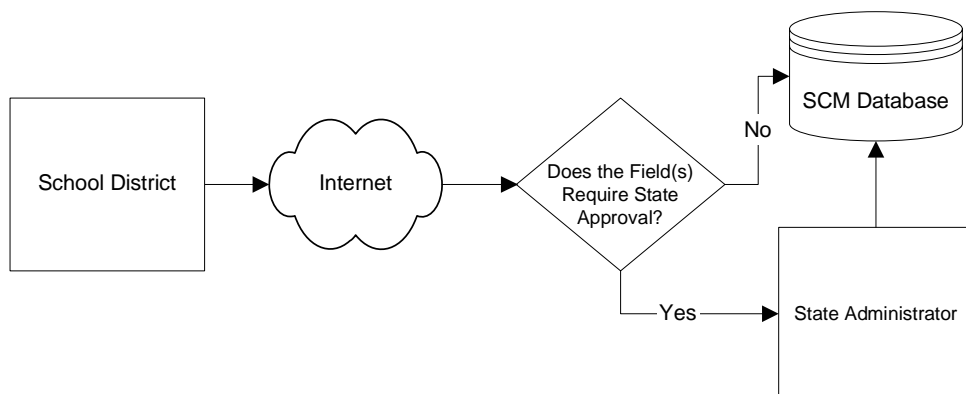 School District
Internet
Does the Field(s)
Require State
Approval?
No
SCM Database
Yes
State Administrator